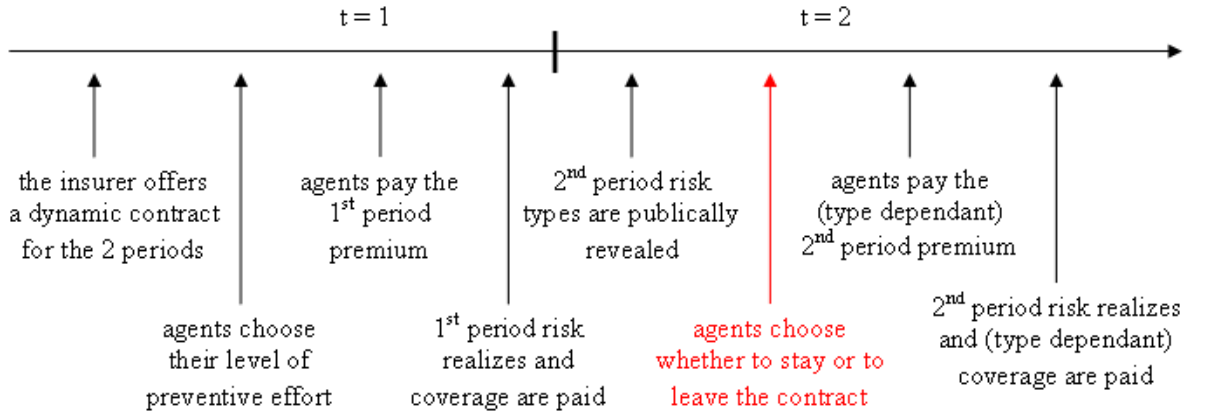 t = 1
t = 2
the insurer offers
a dynamic contract
for the 2 periods
agents choose
their level of
preventive effort
agents pay the
1st period
premium
1st period risk
realizes and
coverage are paid
2nd period risk
types are publically
revealed
agents choose
whether to stay or to
leave the contract
agents pay the
(type dependant)
2nd period premium
2nd period risk realizes
and (type dependant)
coverage are paid